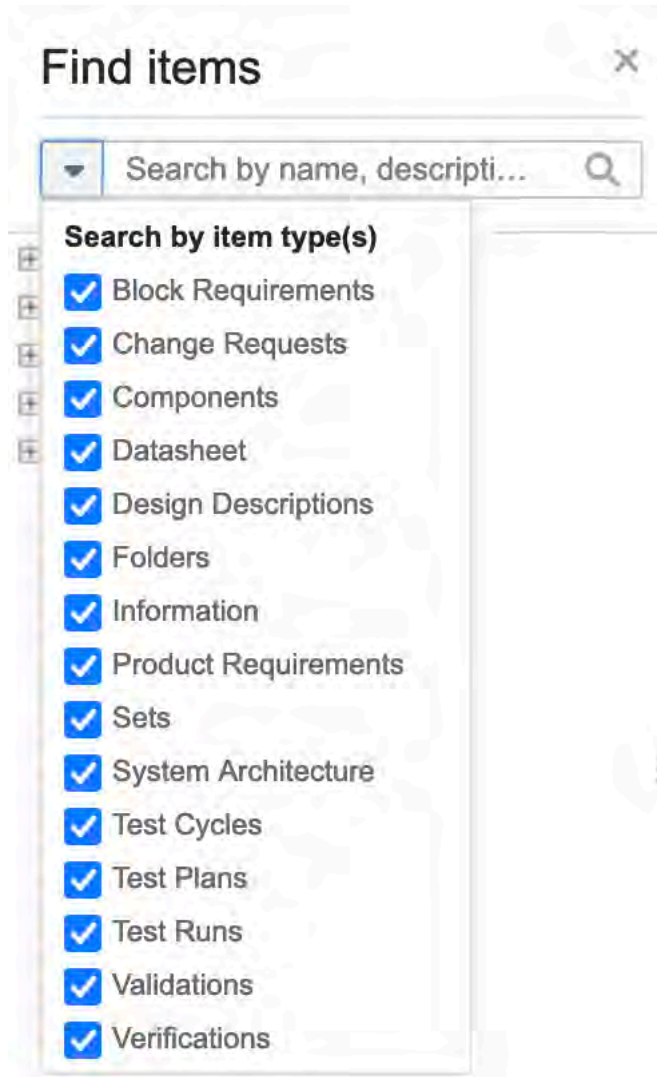 Find items
Search by name, descripti...
Search by item type(s)
Block Requirements
Change Requests
Components
Datasheet
Design Descriptions
Folders
Information
Product Requirements
Sets
System Architecture
Test Cycles
Test Plans
Test Runs
Validations
Verifications